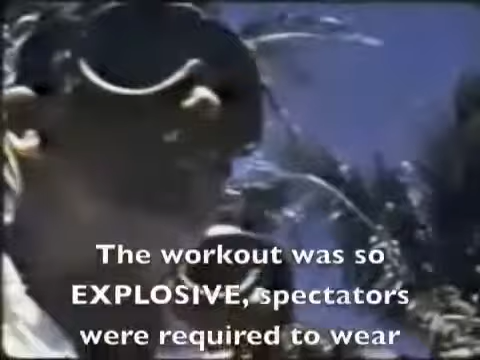 The workout was so
EXPLOSIVE, spectators
were required to wear